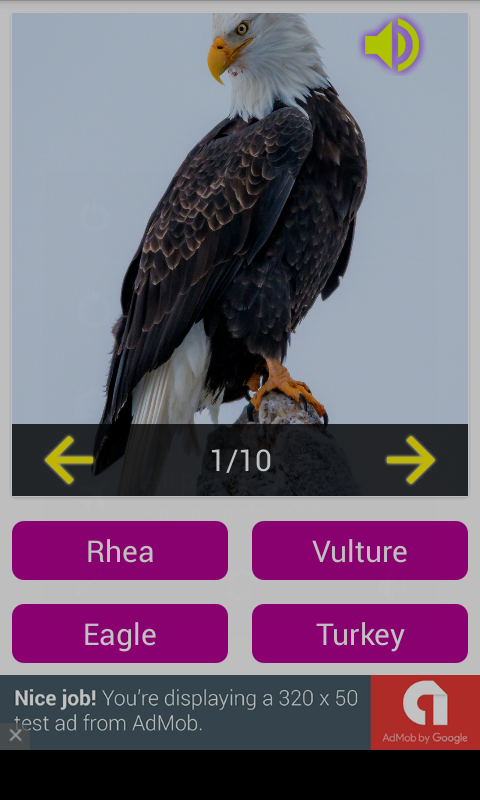 1/10
Rhea
Vulture
Eagle
Turkey
Nice job! You're displaying a 320 x 50
test ad from AdMob.
AdMob by Google